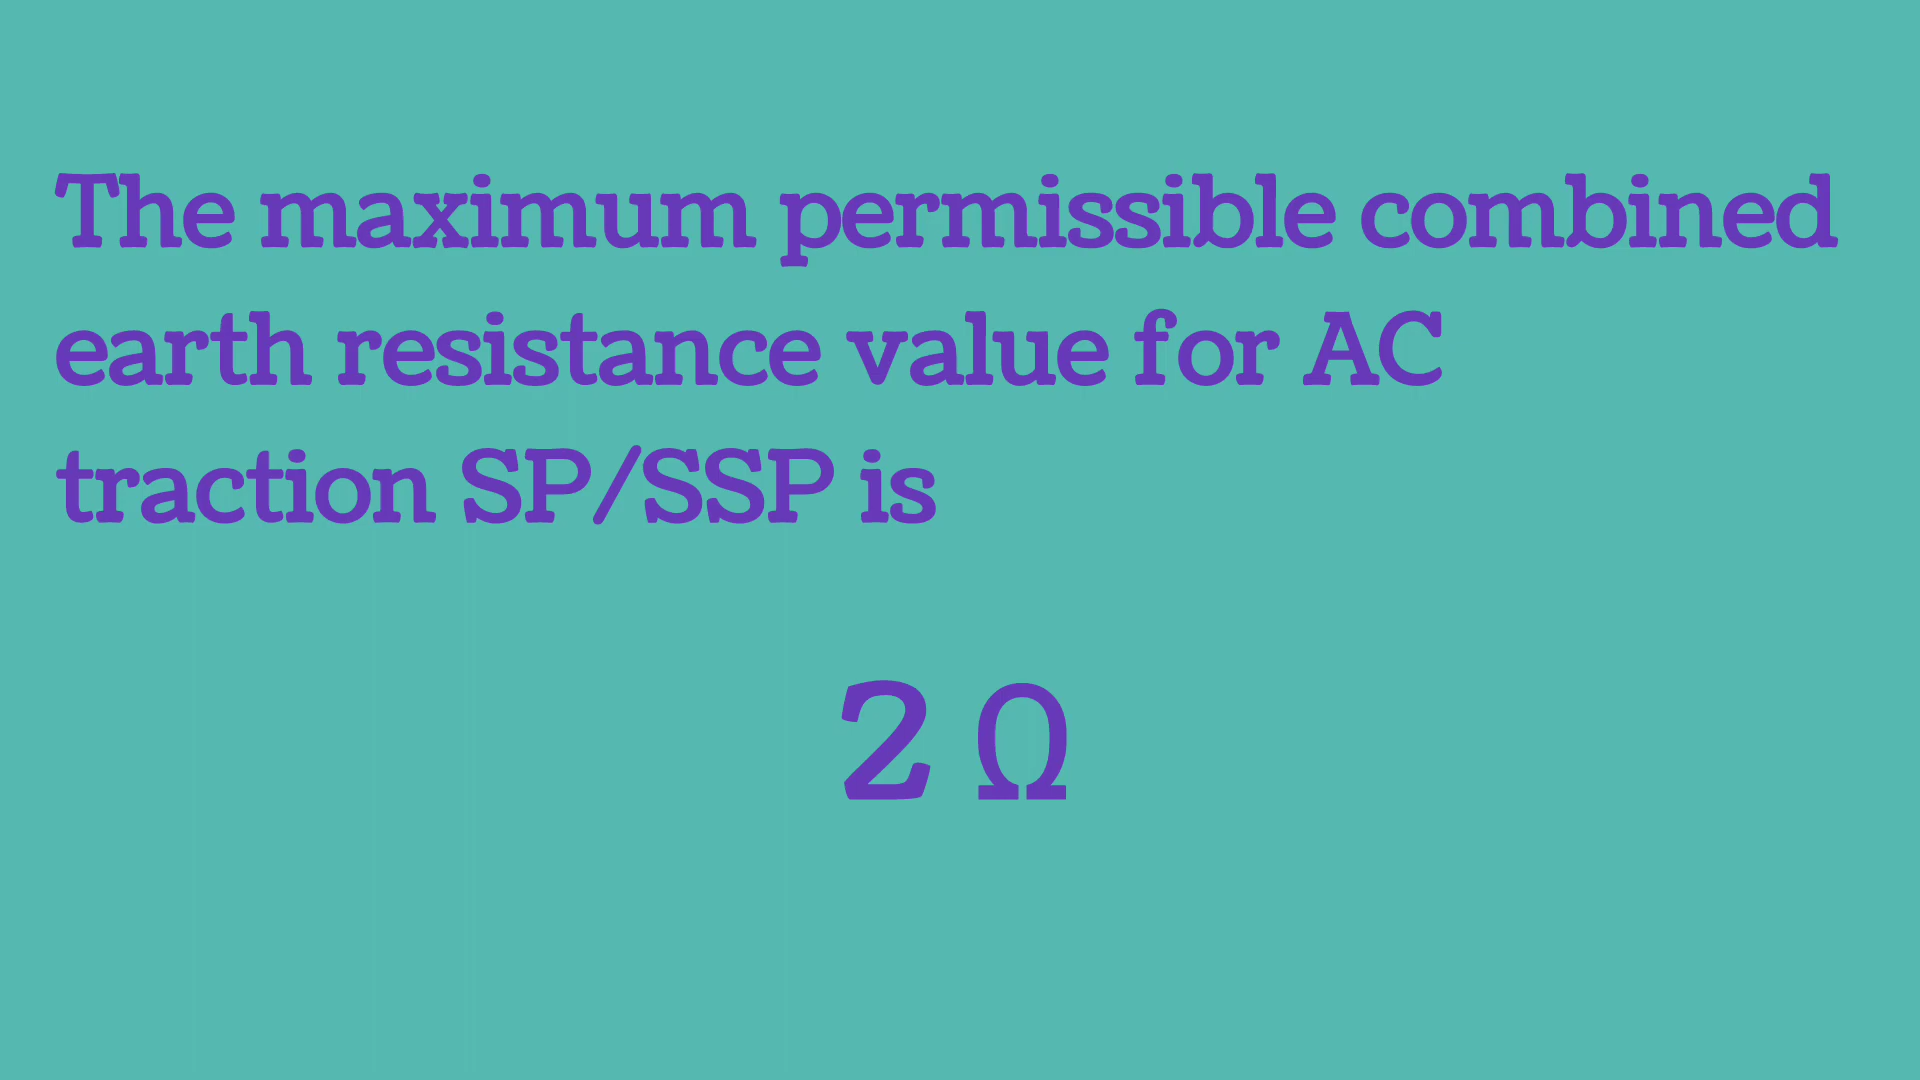 The maximum permissible combined
earth resistance value for AC
traction SP/SSP is
2 Ω